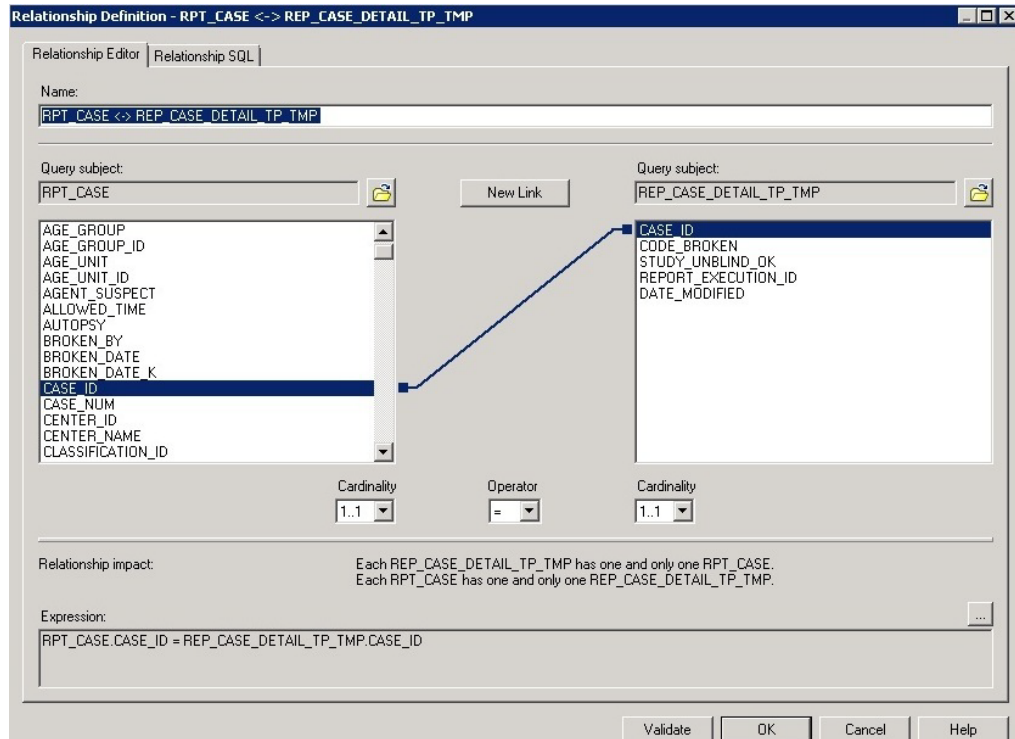 Relationship Definition - RPT_CASE <-> REP_CASE_DETAIL_TP_TMP
Relationship Editor
Relationship SQL
Name:
RPT_CASE <-> REP_CASE_DETAIL_TP_TMP
Query subject:
RPT_CASE
New Link
Query subject:
REP_CASE_DETAIL_TP_TMP
AGE_GROUP
AGE_GROUP_ID
AGE_UNIT
AGE_UNIT_ID
AGENT_SUSPECT
ALLOWED_TIME
AUTOPSY
BROKEN_BY
BROKEN_DATE
BROKEN_DATE_K
CASE_ID
CASE_NUM
CENTER_ID
CENTER_NAME
CLASSIFICATION_ID
CASE_ID
CODE_BROKEN
STUDY_UNBLIND_OK
REPORT_EXECUTION_ID
DATE_MODIFIED
Cardinality
1..1
Operator
=
Cardinality
1..1
Relationship impact:
Each REP_CASE_DETAIL_TP_TMP has one and only one RPT_CASE.
Each RPT_CASE has one and only one REP_CASE_DETAIL_TP_TMP.
Expression:
...
RPT_CASE.CASE_ID = REP_CASE_DETAIL_TP_TMP.CASE_ID
Validate
OK
Cancel
Help